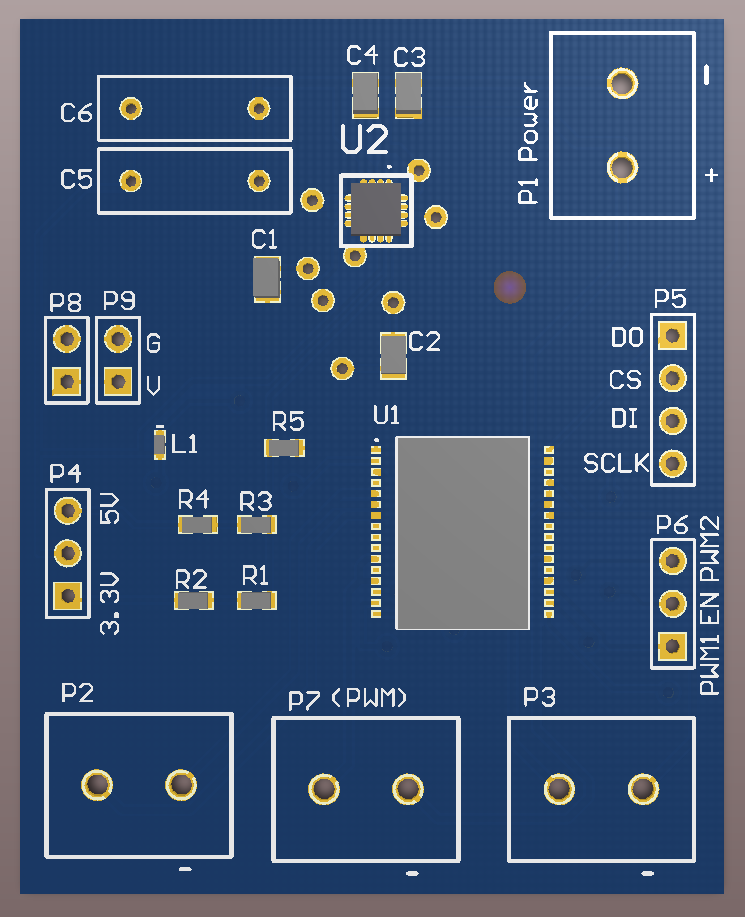 C4 C3
C6
U2
P1 Power
-
+
C5
C1
P8 P9
P5
G
V
DO
CS
DI
SCLK
C2
U1
L1
R5
P4
5V
3.3V
R4 R3
R2 R1
P6
PWM1 EN PWM2
P2
P7 (PWM)
P3
-
-
-